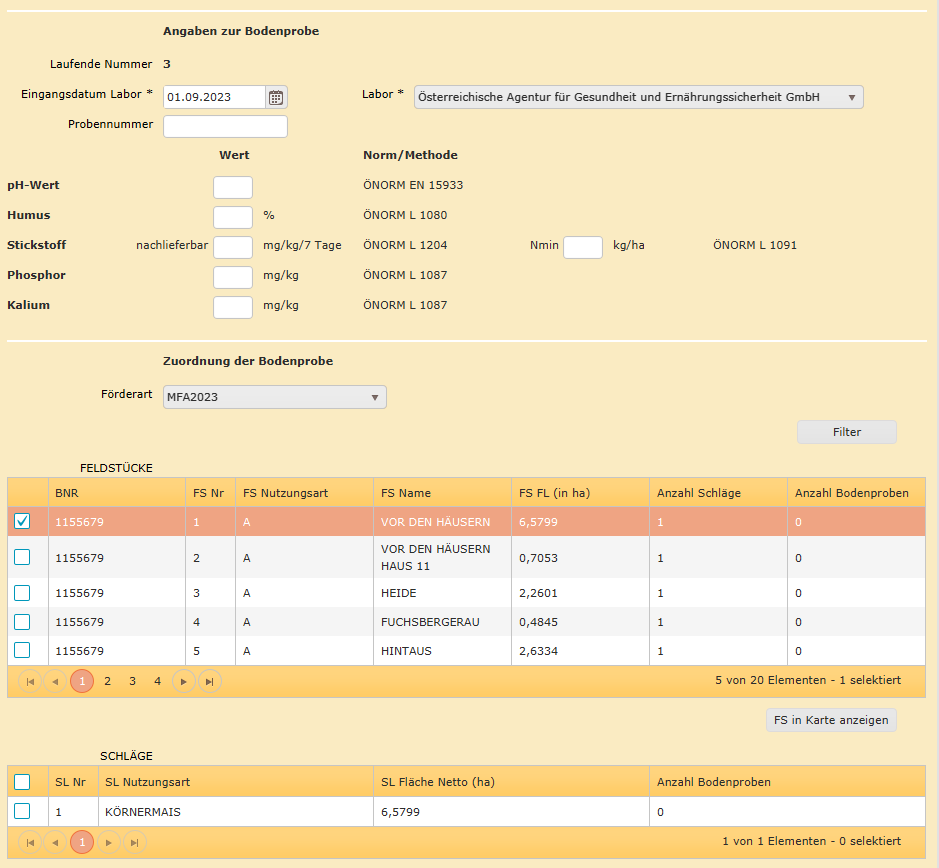 Angaben zur Bodenprobe
Laufende Nummer 3
Eingangsdatum Labor * 01.09.2023 Labor * Österreichische Agentur für Gesundheit und Ernährungssicherheit GmbH
Probennummer
Wert Norm/Methode
pH-Wert ÖNORM EN 15933
Humus % ÖNORM L 1080
Stickstoff nachlieferbar mg/kg/7 Tage ÖNORM L 1204 Nmin kg/ha ÖNORM L 1091
Phosphor mg/kg ÖNORM L 1087
Kalium mg/kg ÖNORM L 1087
Zuordnung der Bodenprobe
Förderart MFA2023
Filter
FELDSTÜCKE
BNR FS Nr FS Nutzungsart FS Name FS FL (in ha) Anzahl Schläge Anzahl Bodenproben
1155679 1 A VOR DEN HÄUSERN 6,5799 1 0
1155679 2 A VOR DEN HÄUSERN HAUS 11 0,7053 1 0
1155679 3 A HEIDE 2,2601 1 0
1155679 4 A FUCHSBERGERAU 0,4845 1 0
1155679 5 A HINTAUS 2,6334 1 0
1 2 3 4 5 von 20 Elementen - 1 selektiert
FS in Karte anzeigen
SCHLÄGE
SL Nr SL Nutzungsart SL Fläche Netto (ha) Anzahl Bodenproben
1 KÖRNERMAIS 6,5799 0
1 1 von 1 Elementen - 0 selektiert